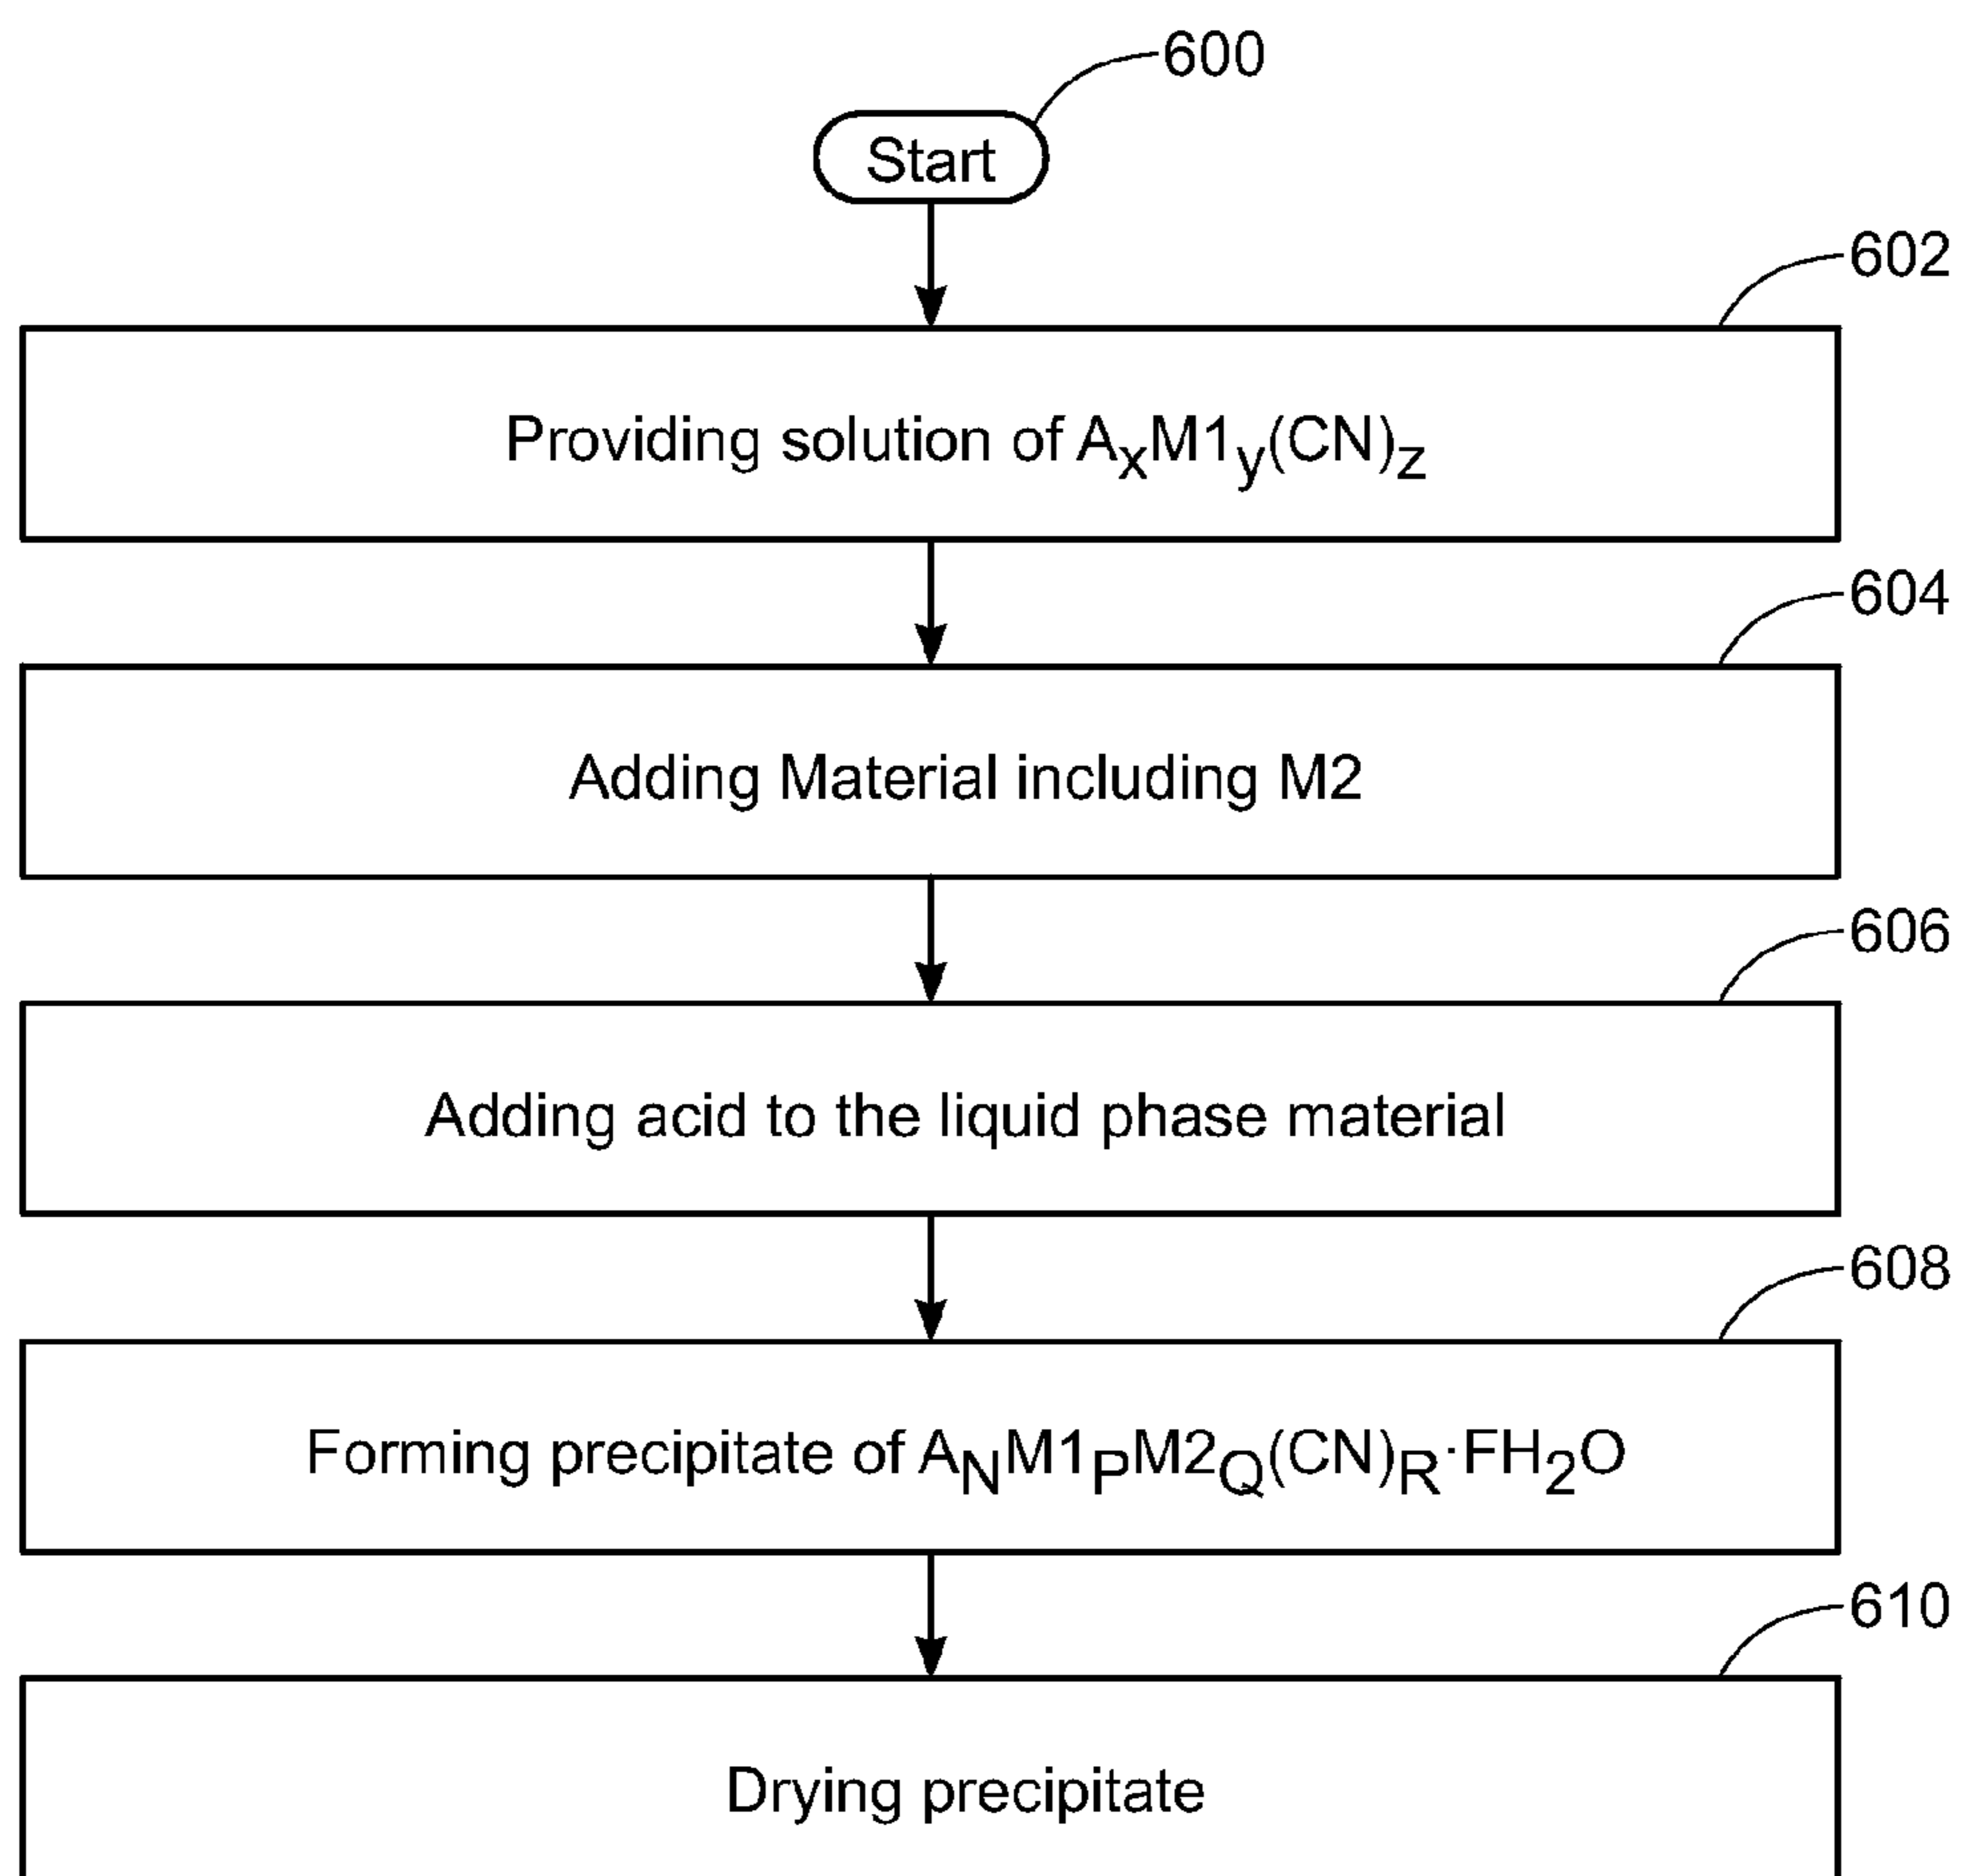 600
Start
602
Providing solution of AxM1y(CN)z
604
Adding Material including M2
606
Adding acid to the liquid phase material
608
Forming precipitate of ANM1PM2Q(CN)R·FH2O
610
Drying precipitate